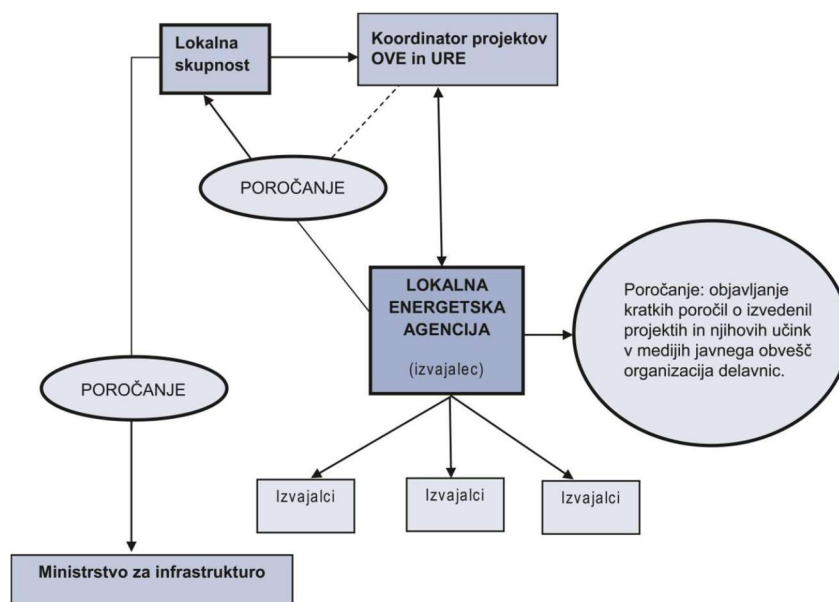 Lokalna
skupnost
Koordinator projektov
OVE in URE
POROČANJE
LOKALNA
ENERGETSKA
AGENCIJA
(izvajalec)
Poročanje: objavljanje
kratkih poročil o izvedenil
projektih in njihovih učink
v medijih javnega obvešč
organizacija delavnic.
POROČANJE
Izvajalci
Izvajalci
Izvajalci
Ministrstvo za infrastrukturo